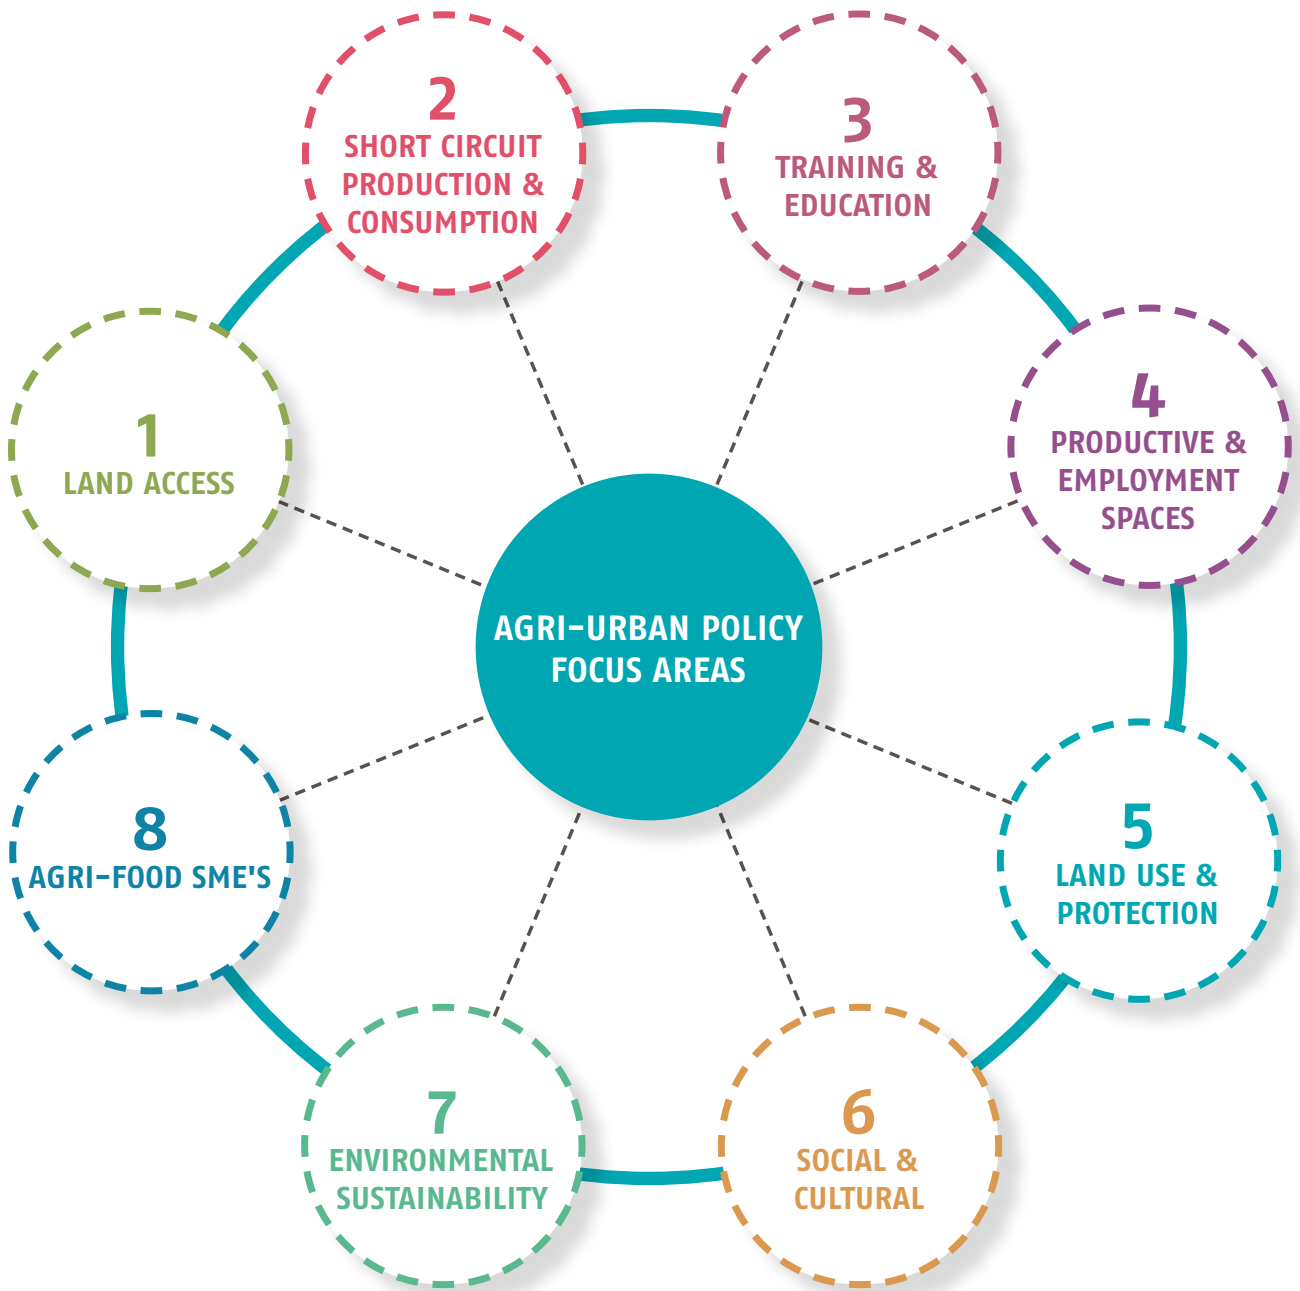 2
SHORT CIRCUIT
PRODUCTION &
CONSUMPTION
3
TRAINING &
EDUCATION
1
LAND ACCESS
4
PRODUCTIVE &
EMPLOYMENT
SPACES
AGRI-URBAN POLICY
FOCUS AREAS
8
AGRI-FOOD SME'S
5
LAND USE &
PROTECTION
7
ENVIRONMENTAL
SUSTAINABILITY
6
SOCIAL &
CULTURAL